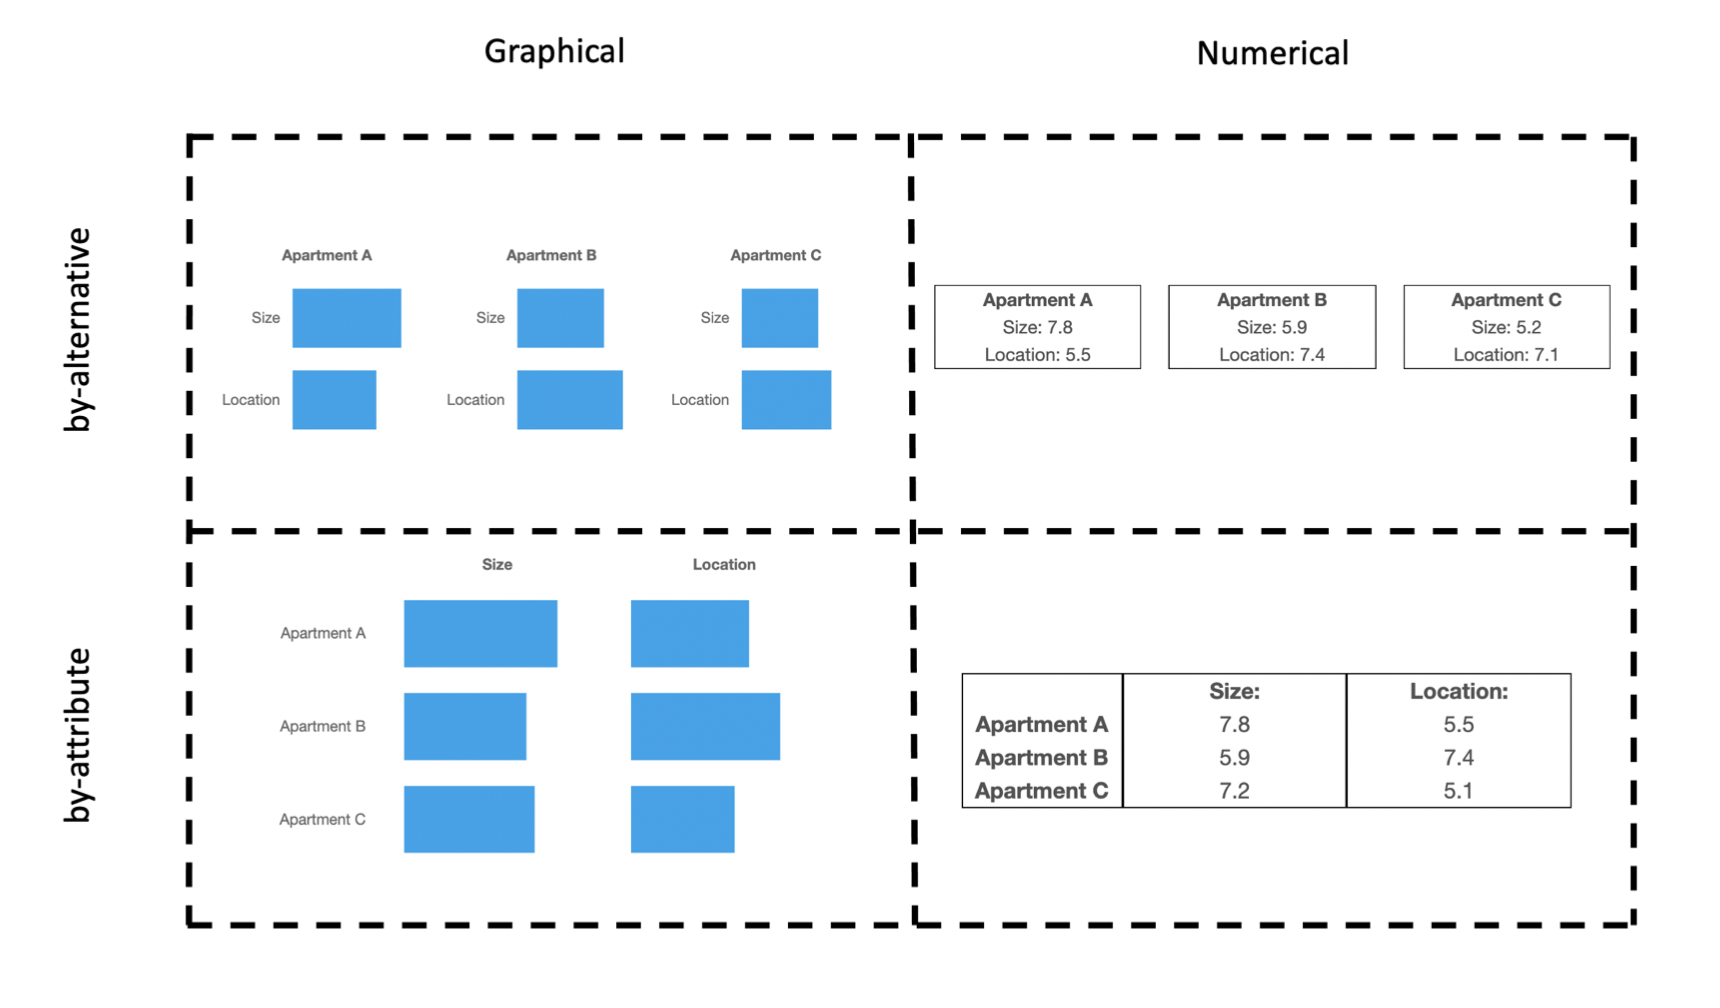 Graphical
Numerical
by-alternative
Apartment A
Apartment B
Apartment C
Size
Size
Size
Location
Location
Location
Apartment A
Size: 7.8
Location: 5.5
Apartment B
Size: 5.9
Location: 7.4
Apartment C
Size: 5.2
Location: 7.1
by-attribute
Size
Location
Apartment A
Apartment B
Apartment C
Size: Location:
Apartment A 7.8 5.5
Apartment B 5.9 7.4
Apartment C 7.2 5.1